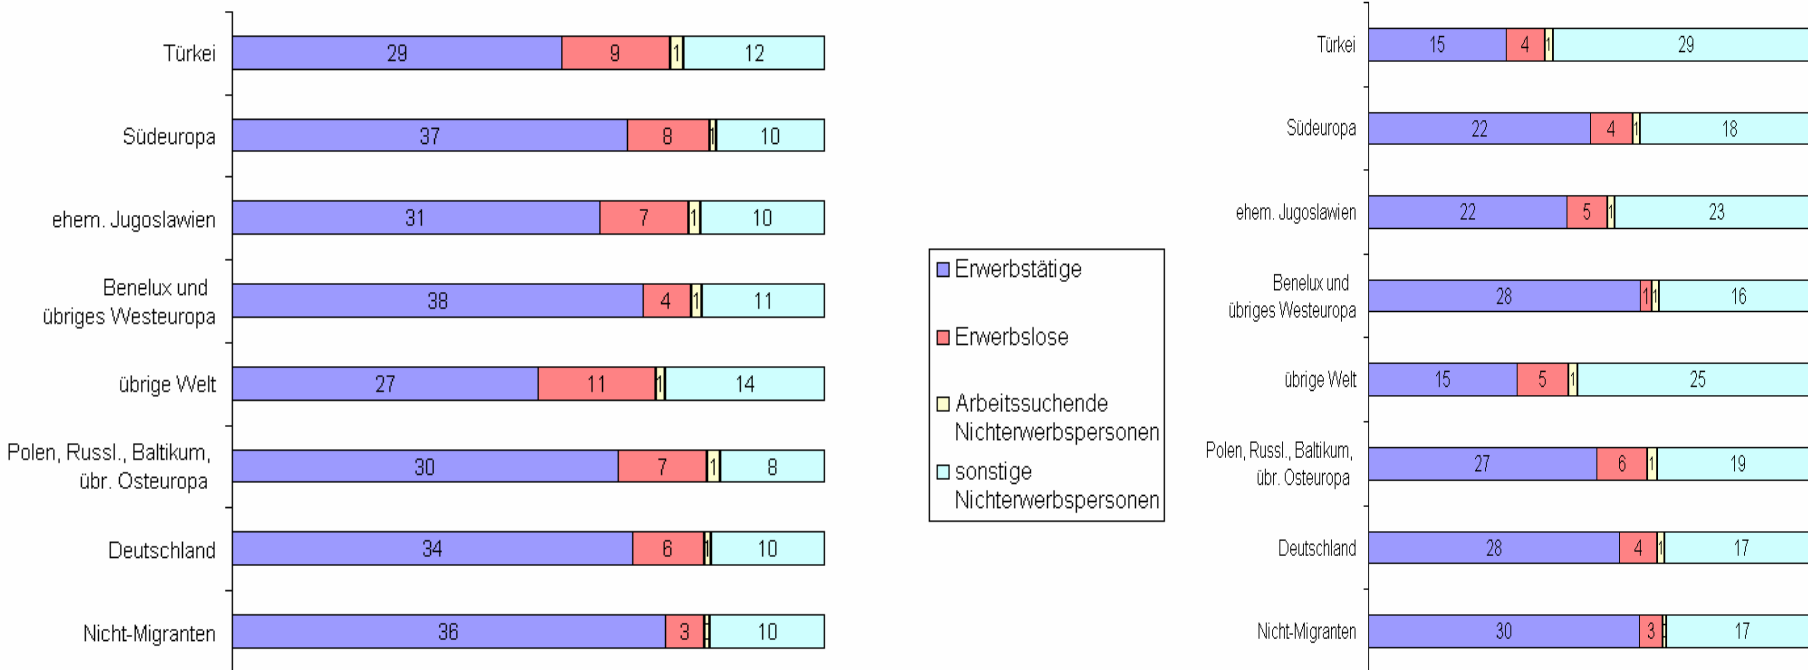 Türkei 29 9 1 12
Südeuropa 37 8 1 10
ehem. Jugoslawien 31 7 1 10
Benelux und
übriges Westeuropa 38 4 1 11
übrige Welt 27 11 1 14
Polen, Russl., Baltikum,
übr. Osteuropa 30 7 1 8
Deutschland 34 6 1 10
Nicht-Migranten 36 3 10
Erwerbstätige
Erwerbslose
Arbeitssuchende
Nichterwerbspersonen
sonstige
Nichterwerbspersonen
Türkei 15 4 1 29
Südeuropa 22 4 1 18
ehem. Jugoslawien 22 5 1 23
Benelux und
übriges Westeuropa 28 1 1 16
übrige Welt 15 5 1 25
Polen, Russl., Baltikum,
übr. Osteuropa 27 6 1 19
Deutschland 28 4 1 17
Nicht-Migranten 30 3 17